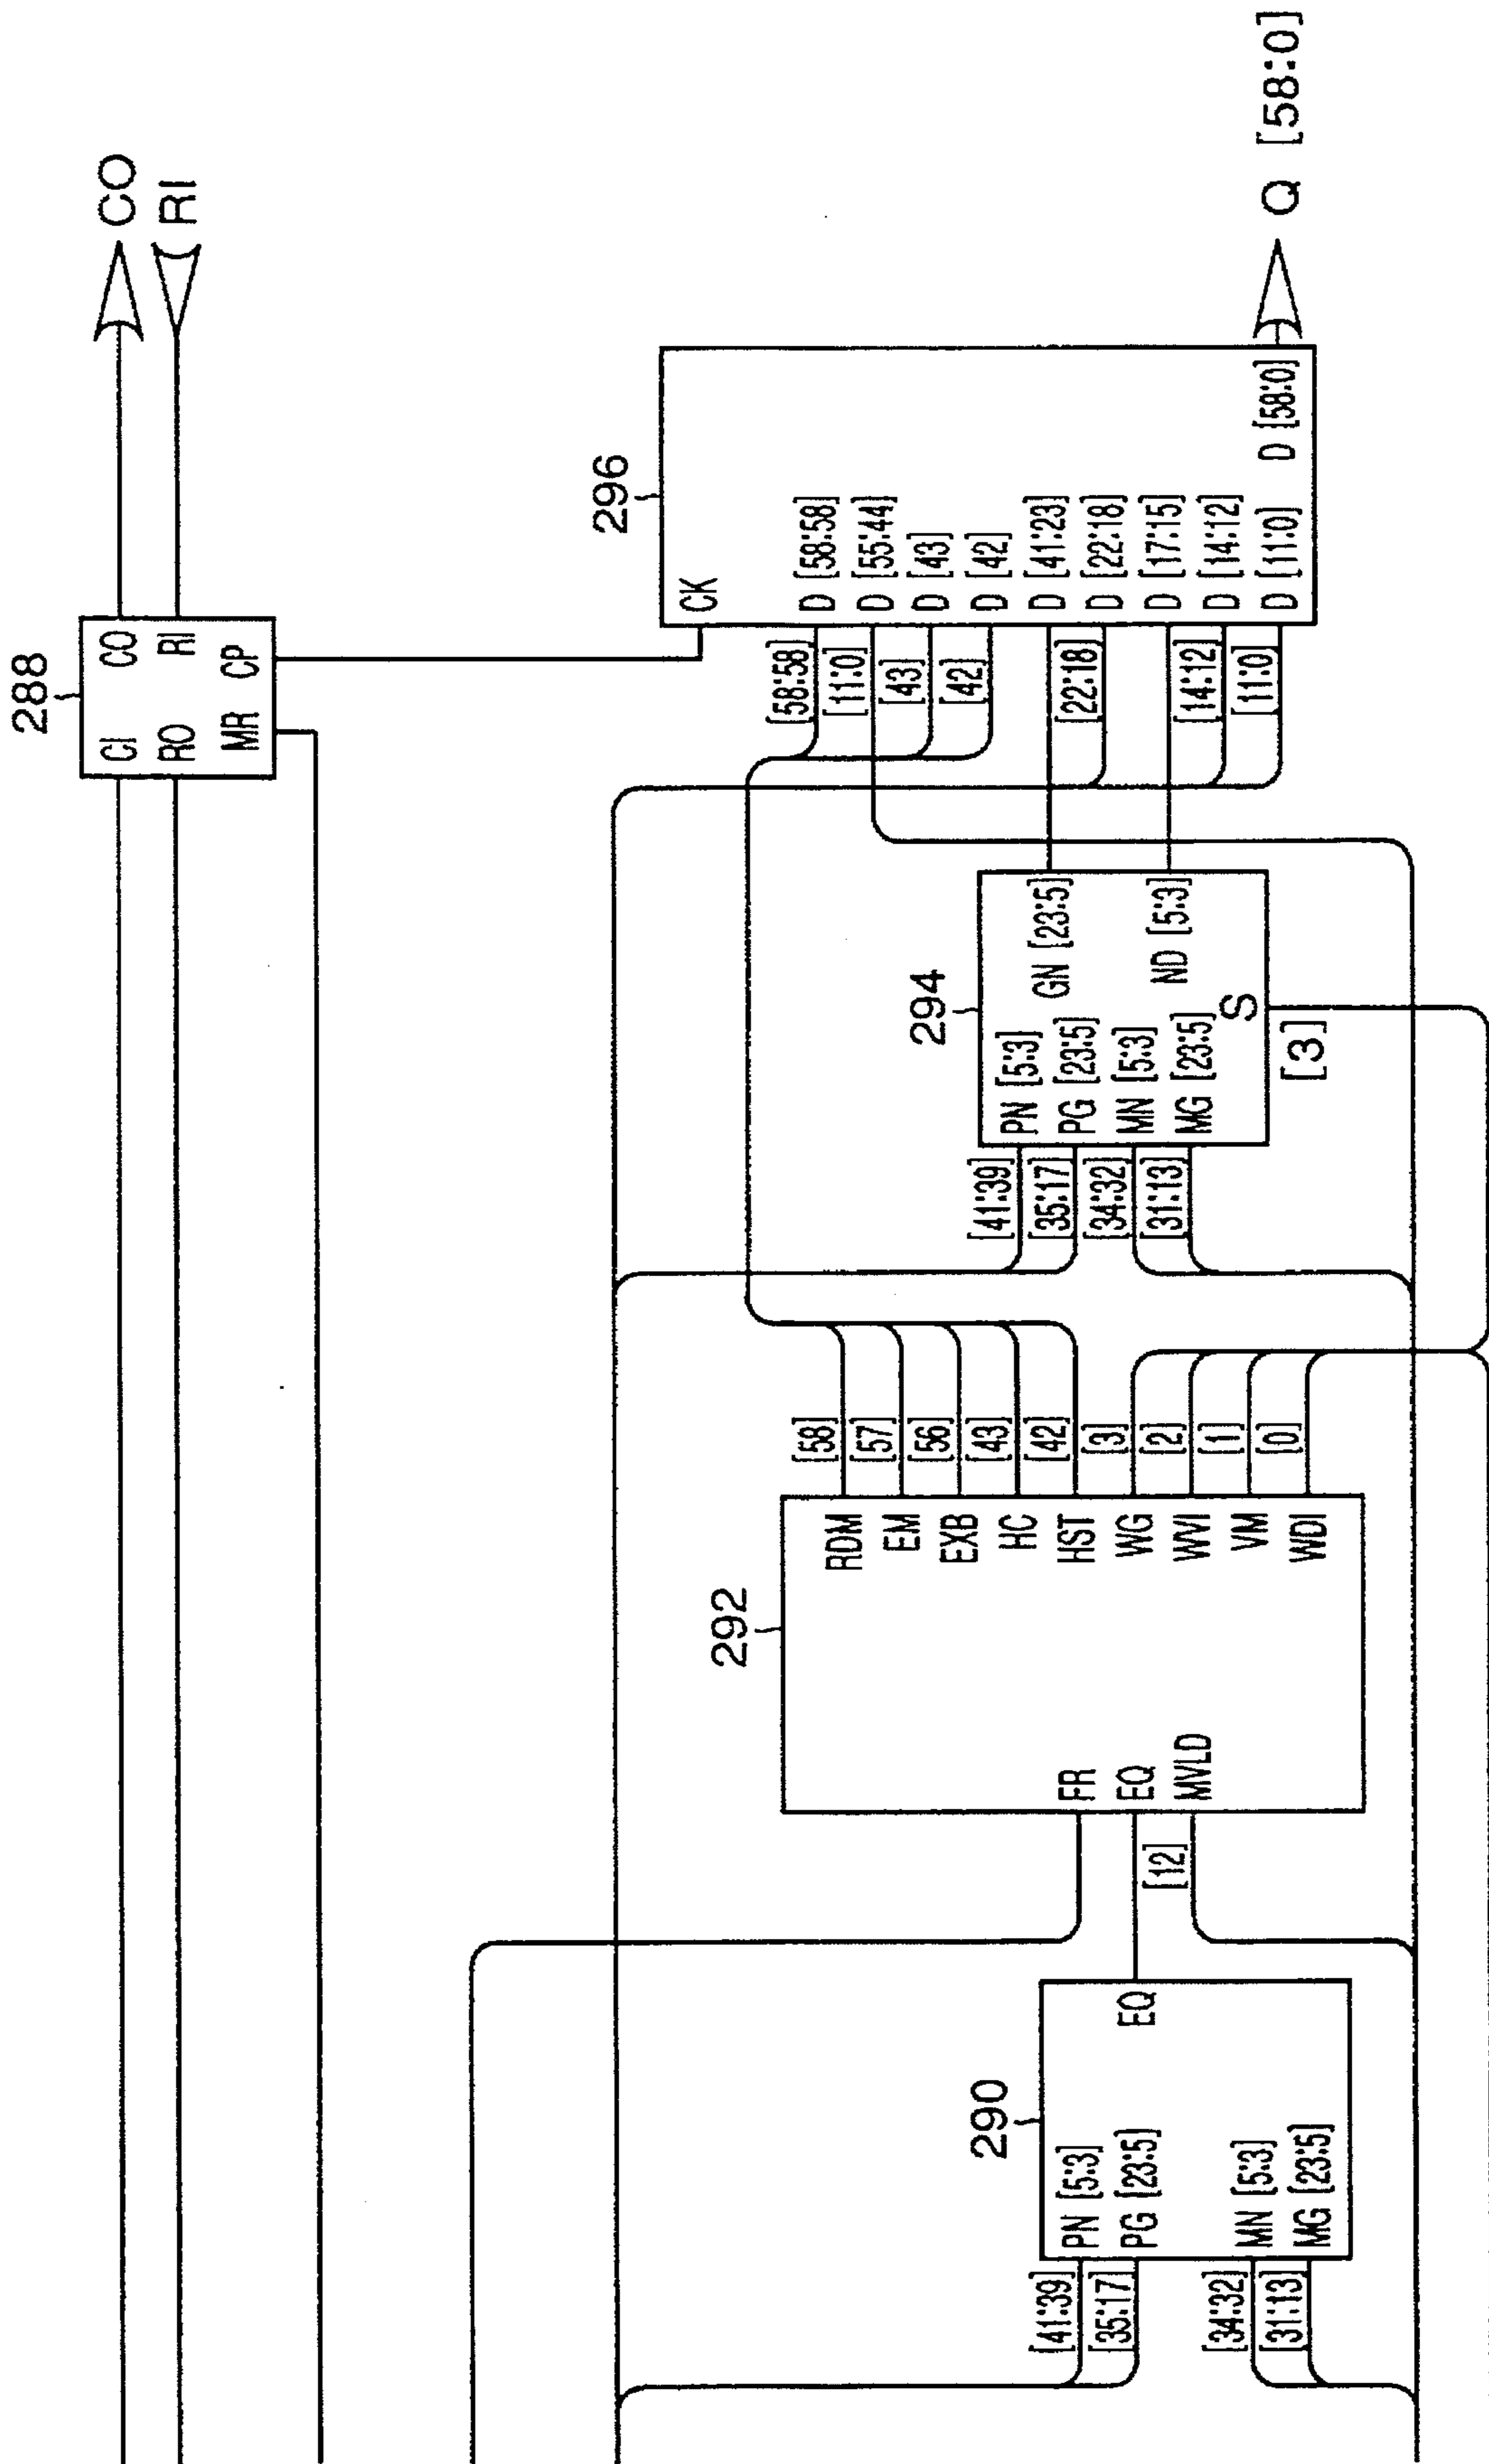 288
CI CO
RO RI
MR CP
CO
RI
296
CK
[58:58] D [58:58]
[11:0] D [55:44]
[43] D [43]
[42] D [42]
D [41:23]
[22:18] D [22:18]
D [17:15]
[14:12] D [14:12]
[11:0] D [11:0] D [58:0]
Q [58:0]
294
[41:39] PN [5:3]
[35:17] PG [23:5] GN [23:5]
[34:32] MN [5:3]
[31:13] MG [23:5] ND [5:3]
S
[3]
292
RDM [58]
EM [57]
EXB [56]
HC [43]
FR HST [42]
EQ WG [3]
[12] MVLD WVI [2]
VM [1]
WDI [0]
290
[41:39] PN [5:3]
[35:17] PG [23:5] EQ
[34:32] MN [5:3]
[31:13] MG [23:5]